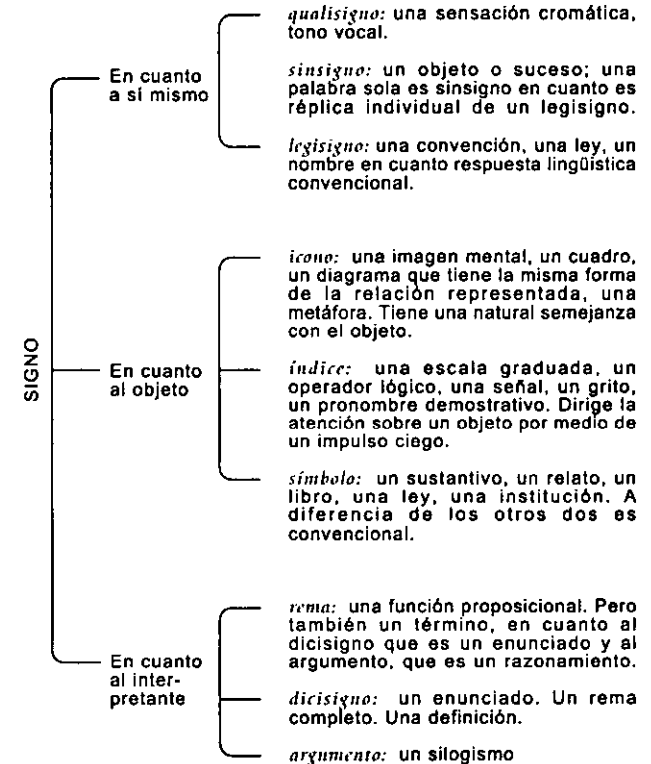 SIGNO
En cuanto
a sí mismo
qualisigno: una sensación cromática,
tono vocal.
sinsigno: un objeto o suceso; una
palabra sola es sinsigno en cuanto es
réplica individual de un legisigno.
legisigno: una convención, una ley, un
nombre en cuanto respuesta lingüística
convencional.
En cuanto
al objeto
icono: una imagen mental, un cuadro,
un diagrama que tiene la misma forma
de la relación representada, una
metáfora. Tiene una natural semejanza
con el objeto.
índice: una escala graduada, un
operador lógico, una señal, un grito,
un pronombre demostrativo. Dirige la
atención sobre un objeto por medio de
un impulso ciego.
símbolo: un sustantivo, un relato, un
libro, una ley, una institución. A
diferencia de los otros dos es
convencional.
En cuanto
al inter-
pretante
rema: una función proposicional. Pero
también un término, en cuanto al
dicisigno que es un enunciado y al
argumento, que es un razonamiento.
dicisigno: un enunciado. Un rema
completo. Una definición.
argumento: un silogismo